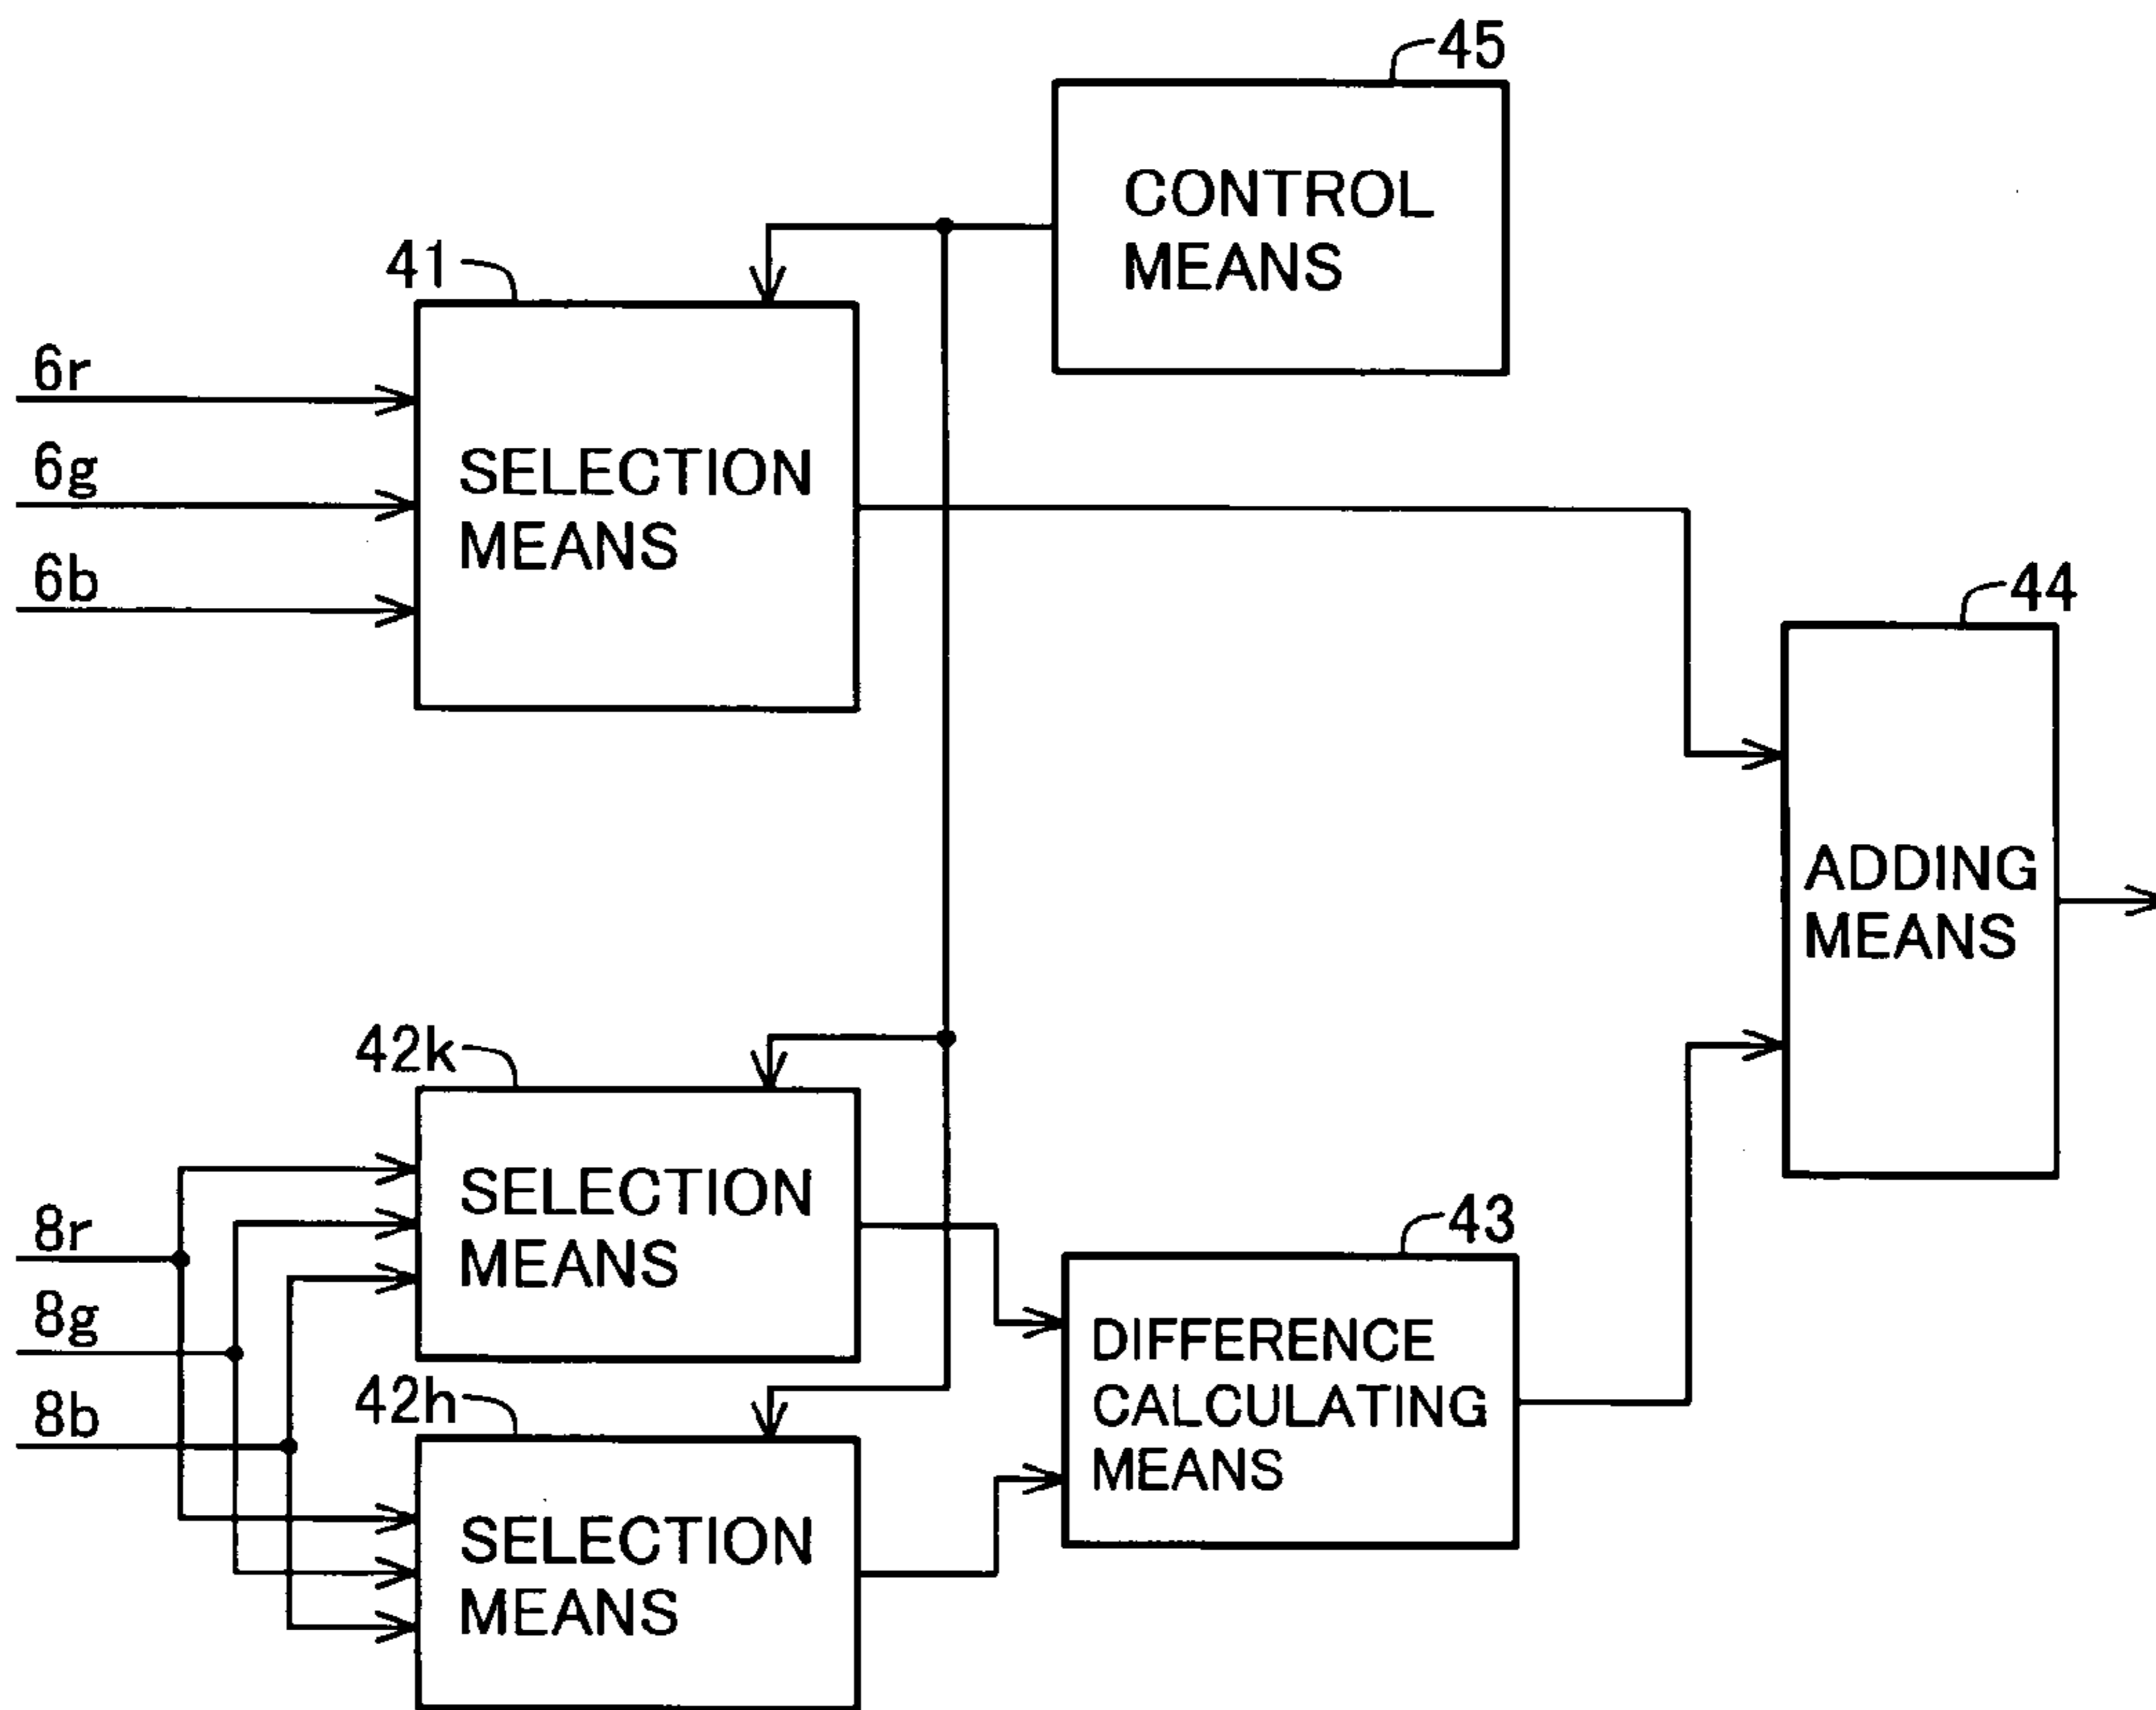 45
CONTROL
MEANS
41
6r
6g
6b
SELECTION
MEANS
44
ADDING
MEANS
42k
SELECTION
MEANS
8r
8g
8b
43
DIFFERENCE
CALCULATING
MEANS
42h
SELECTION
MEANS